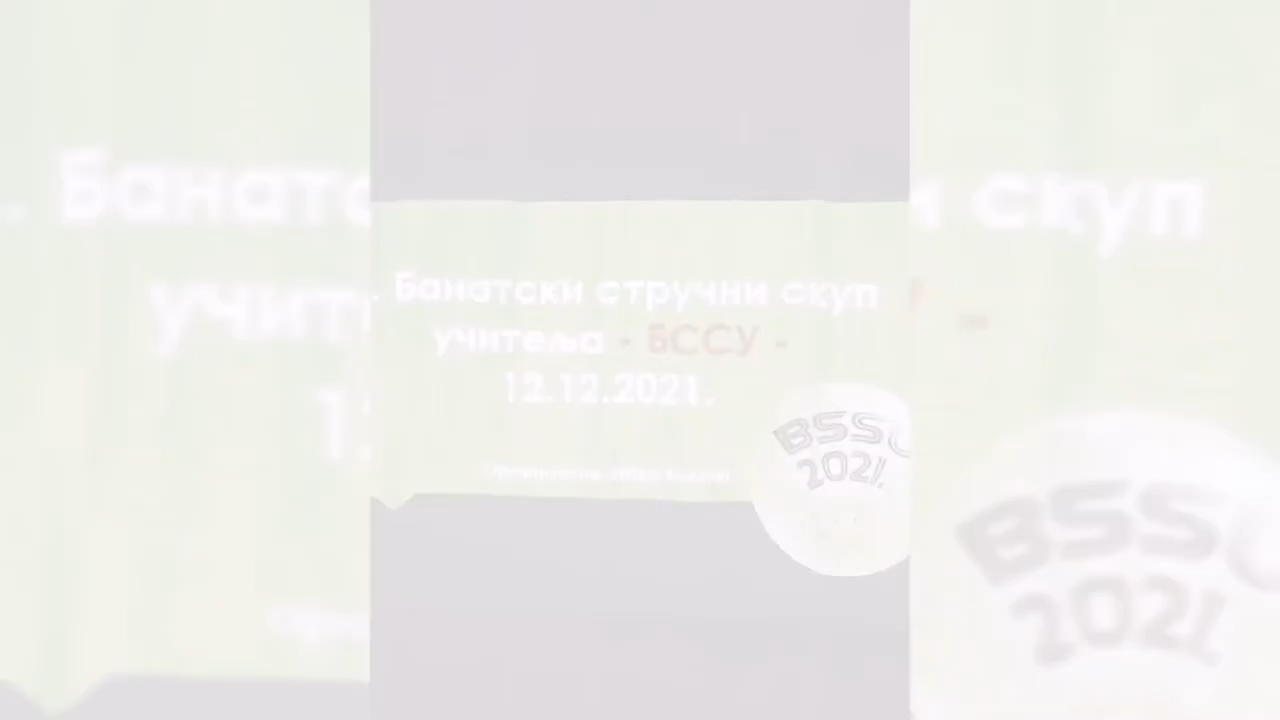 . Банатски стручни скуп
учитеља - БССУ -
12.12.2021.
BSSU
2021.